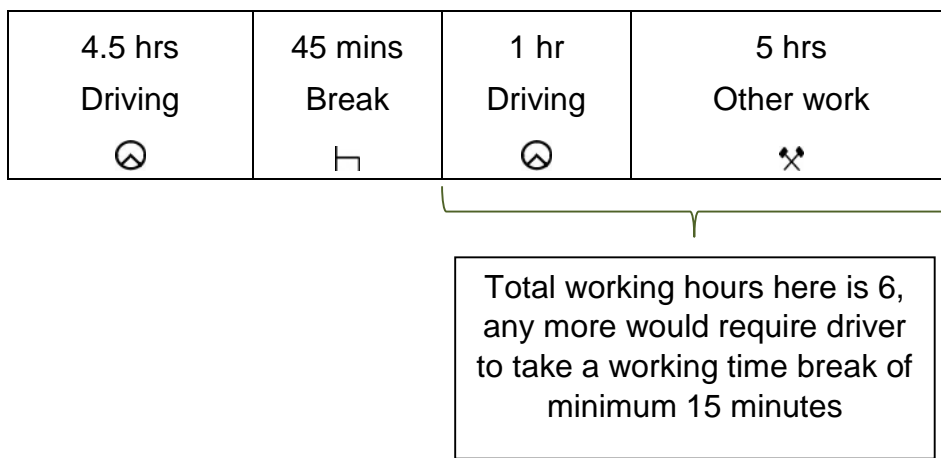 4.5 hrs
Driving
45 mins
Break
1 hr
Driving
5 hrs
Other work
Total working hours here is 6,
any more would require driver
to take a working time break of
minimum 15 minutes